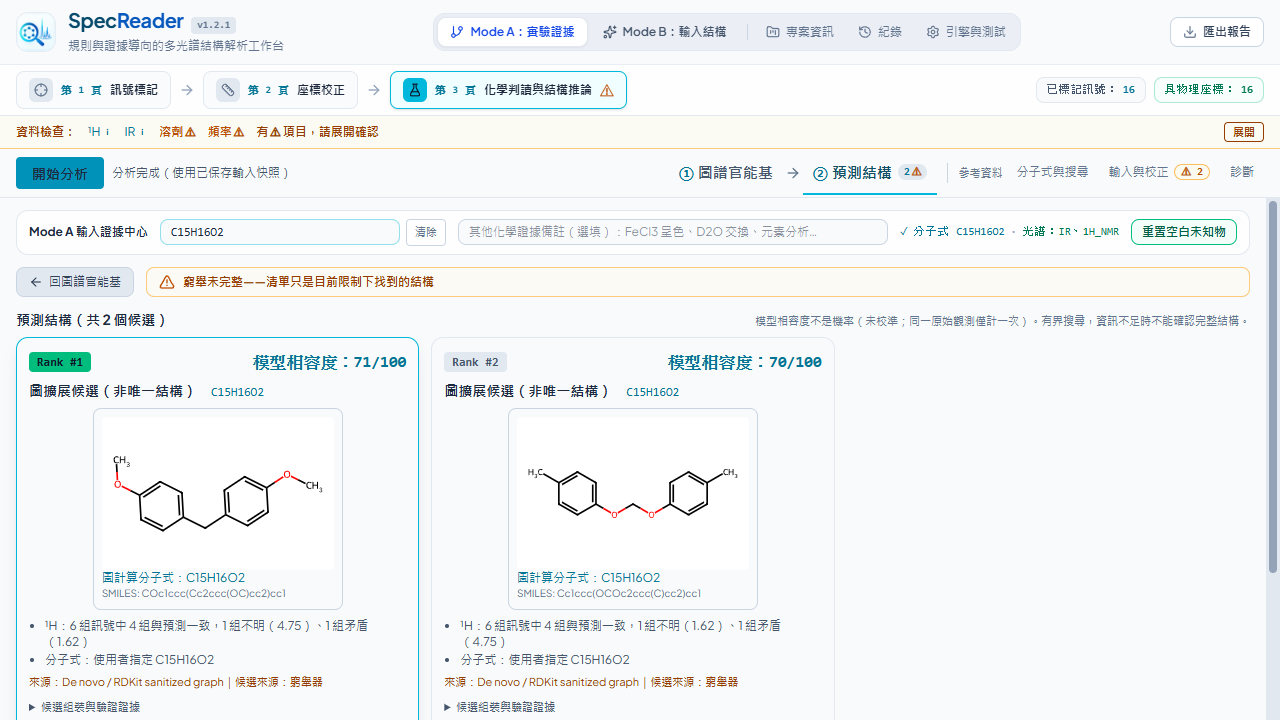 SpecReader v1.2.1
規則與證據導向的多光譜結構解析工作台
Mode A：實驗證據
Mode B：輸入結構
專案資訊
紀錄
引擎與測試
匯出報告
第 1 頁 訊號標記
第 2 頁 座標校正
第 3 頁 化學判讀與結構推論
已標記訊號： 16
具物理座標： 16
資料檢查： ¹H i IR i 溶劑⚠ 頻率⚠ 有⚠項目，請展開確認
展開
開始分析
分析完成（使用已保存輸入快照）
① 圖譜官能基
→
② 預測結構 2⚠
參考資料
分子式與搜尋
輸入與校正 ⚠ 2
診斷
Mode A 輸入證據中心
C15H16O2
清除
其他化學證據備註（選填）：FeCl3 呈色、D2O 交換、元素分析…
✓ 分子式 C15H16O2 · 光譜：IR、1H_NMR
重置空白未知物
← 回圖譜官能基
窮舉未完整——清單只是目前限制下找到的結構
預測結構（共 2 個候選）
模型相容度不是機率（未校準；同一原始觀測僅計一次）。有界搜尋，資訊不足時不能確認完整結構。
Rank #1
模型相容度：71/100
圖擴展候選（非唯一結構） C15H16O2
CH₃
O
O
CH₃
圖計算分子式：C15H16O2
SMILES: COc1ccc(Cc2ccc(OC)cc2)cc1
• ¹H：6 組訊號中 4 組與預測一致，1 組不明（4.75）、1 組矛盾
（1.62）
• 分子式：使用者指定 C15H16O2
來源：De novo / RDKit sanitized graph｜候選來源：窮舉器
▶ 候選組裝與驗證證據
Rank #2
模型相容度：70/100
圖擴展候選（非唯一結構） C15H16O2
H₃C
CH₃
O
O
圖計算分子式：C15H16O2
SMILES: Cc1ccc(OCOc2ccc(C)cc2)cc1
• ¹H：6 組訊號中 4 組與預測一致，1 組不明（1.62）、1 組矛盾
（4.75）
• 分子式：使用者指定 C15H16O2
來源：De novo / RDKit sanitized graph｜候選來源：窮舉器
▶ 候選組裝與驗證證據